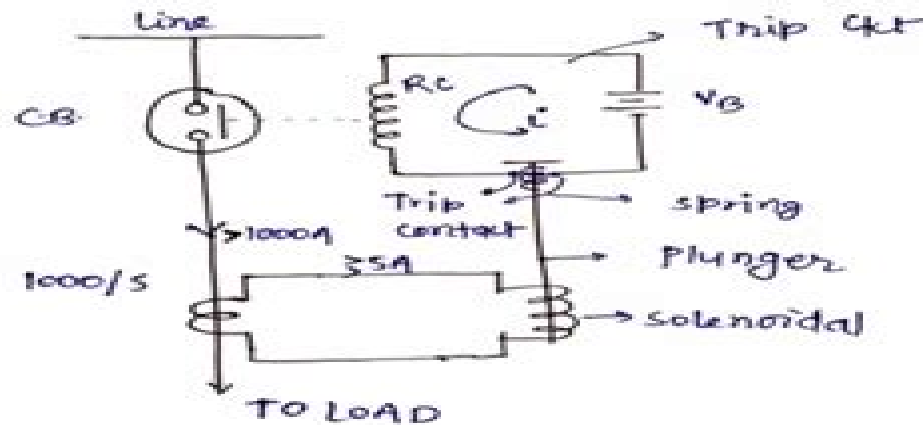 Line
Trip Ckt
CB
RC
i
VB
Trip
contact
spring
>1000A
Plunger
1000/5
>5A
solenoidal
TO LOAD